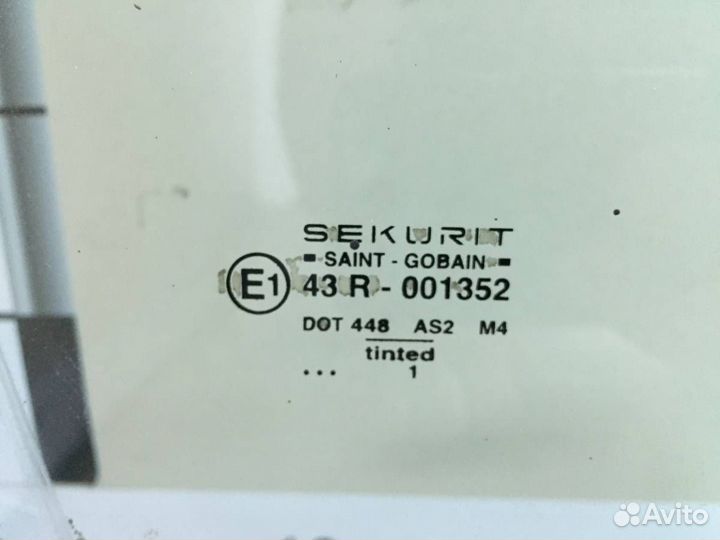 SEKURIT
SAINT - GOBAIN
E1 43 R - 001352
DOT 448 AS2 M4
tinted
... 1
Avito